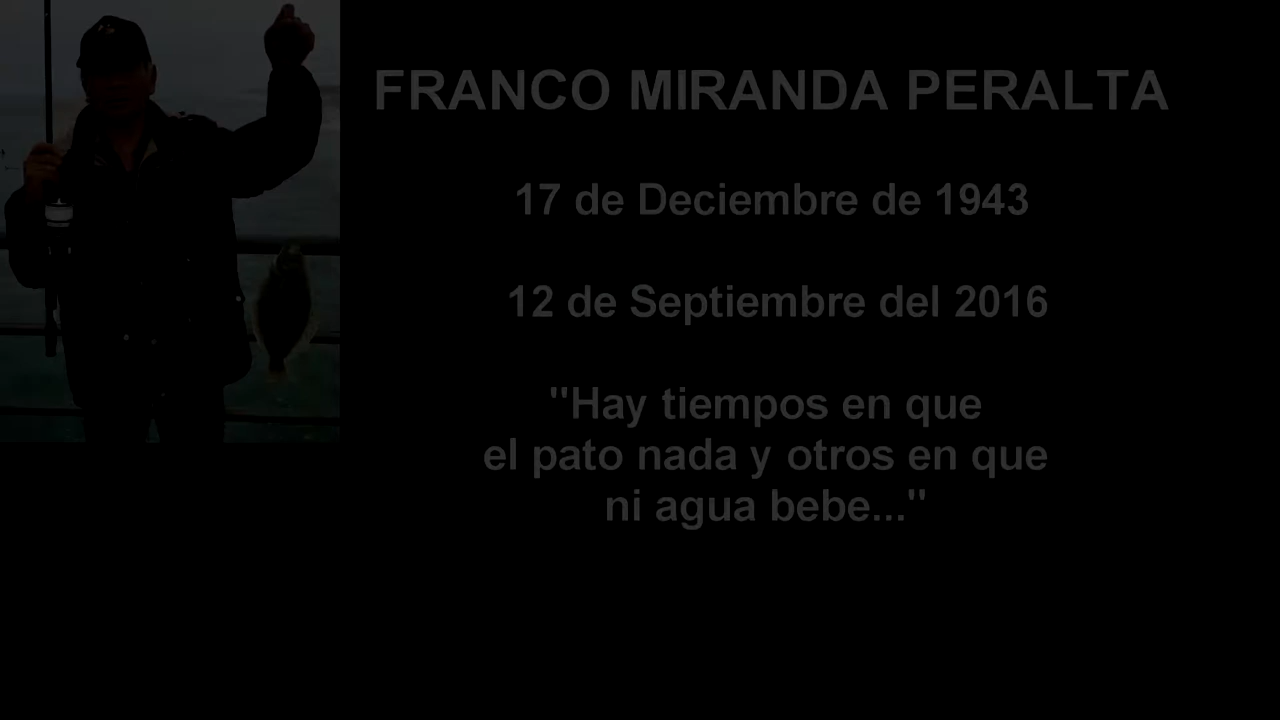 FRANCO MIRANDA PERALTA
17 de Deciembre de 1943
12 de Septiembre del 2016
"Hay tiempos en que
el pato nada y otros en que
ni agua bebe..."